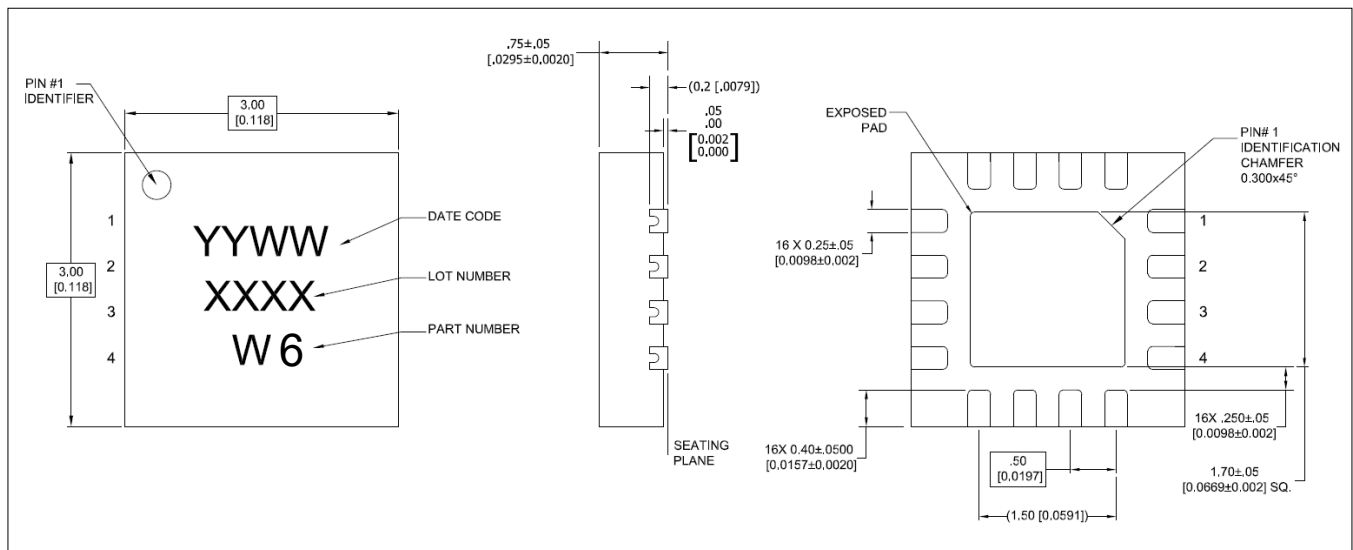 PIN #1
IDENTIFIER
3.00
[0.118]
3.00
[0.118]
1
2
3
4
YYWW
XXXX
W6
DATE CODE
LOT NUMBER
PART NUMBER
.75±.05
[.0295±0.0020]
(0.2 [.0079])
.05
.00
[0.002
0.000]
SEATING
PLANE
EXPOSED
PAD
PIN# 1
IDENTIFICATION
CHAMFER
0.300x45°
16 X 0.25±.05
[0.0098±0.002]
1
2
3
4
16X 0.40±.0500
[0.0157±0.0020]
.50
[0.0197]
(1.50 [0.0591])
16X .250±.05
[0.0098±0.002]
1.70±.05
[0.0669±0.002] SQ.